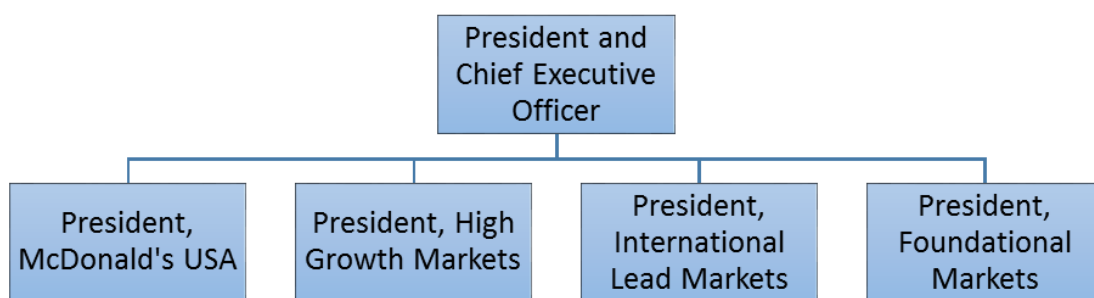 President and
Chief Executive
Officer
President,
McDonald's USA
President, High
Growth Markets
President,
International
Lead Markets
President,
Foundational
Markets